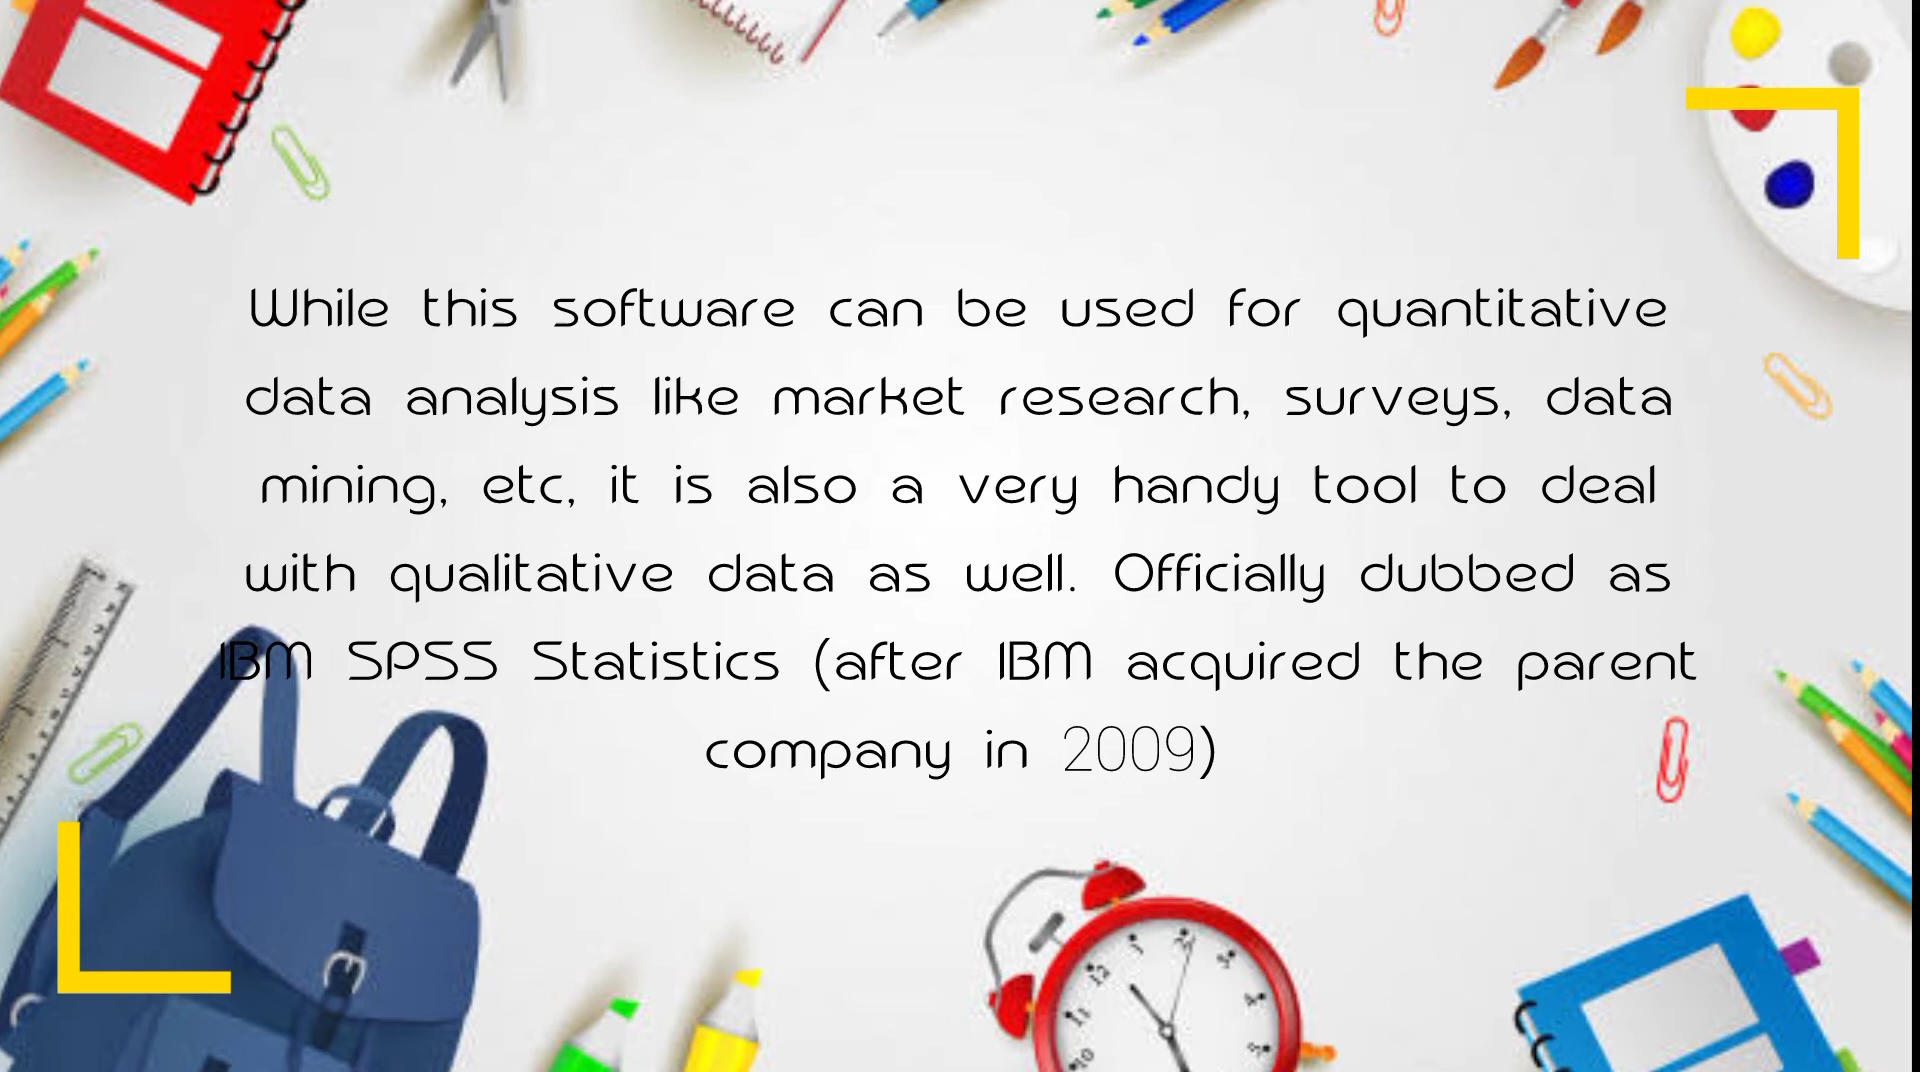 While this software can be used for quantitative
data analysis like market research, surveys, data
mining, etc, it is also a very handy tool to deal
with qualitative data as well. Officially dubbed as
IBM SPSS Statistics (after IBM acquired the parent
company in 2009)